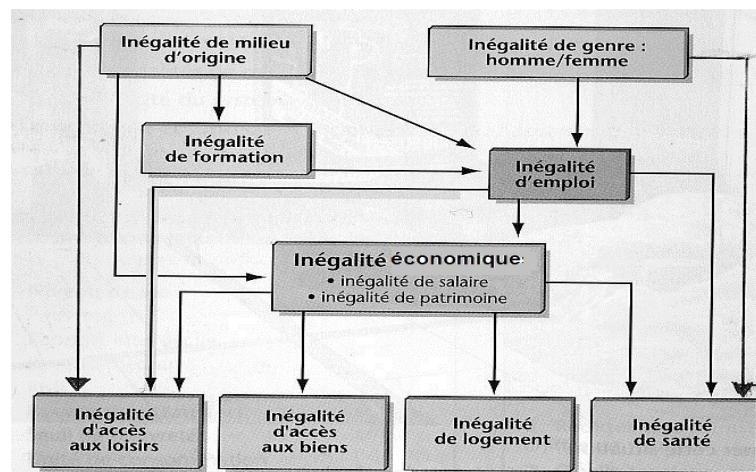 Inégalité de milieu
d'origine
Inégalité de genre :
homme/femme
Inégalité
de formation
Inégalité
d'emploi
Inégalité économique
• inégalité de salaire
• inégalité de patrimoine
Inégalité
d'accès
aux loisirs
Inégalité
d'accès
aux biens
Inégalité
de logement
Inégalité
de santé